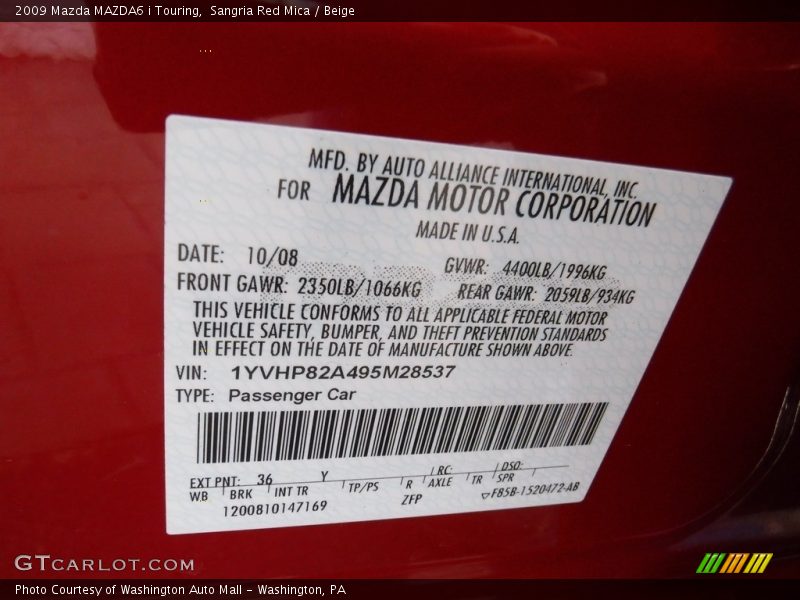 2009 Mazda MAZDA6 i Touring,  Sangria Red Mica / Beige
MFD. BY AUTO ALLIANCE INTERNATIONAL, INC.
FOR MAZDA MOTOR CORPORATION
MADE IN U.S.A.
DATE: 10/08 GVWR: 4400LB/1996KG
FRONT GAWR: 2350LB/1066KG REAR GAWR: 2059LB/934KG
THIS VEHICLE CONFORMS TO ALL APPLICABLE FEDERAL MOTOR
VEHICLE SAFETY, BUMPER, AND THEFT PREVENTION STANDARDS
IN EFFECT ON THE DATE OF MANUFACTURE SHOWN ABOVE.
VIN: 1YVHP82A495M28537
TYPE: Passenger Car
EXT PNT: 36 Y RC: DSO:
WB BRK INT TR TP/PS R AXLE TR SPR
1200810147169 ZFP F85B-1520472-AB
GTCARLOT.COM
Photo Courtesy of Washington Auto Mall - Washington, PA